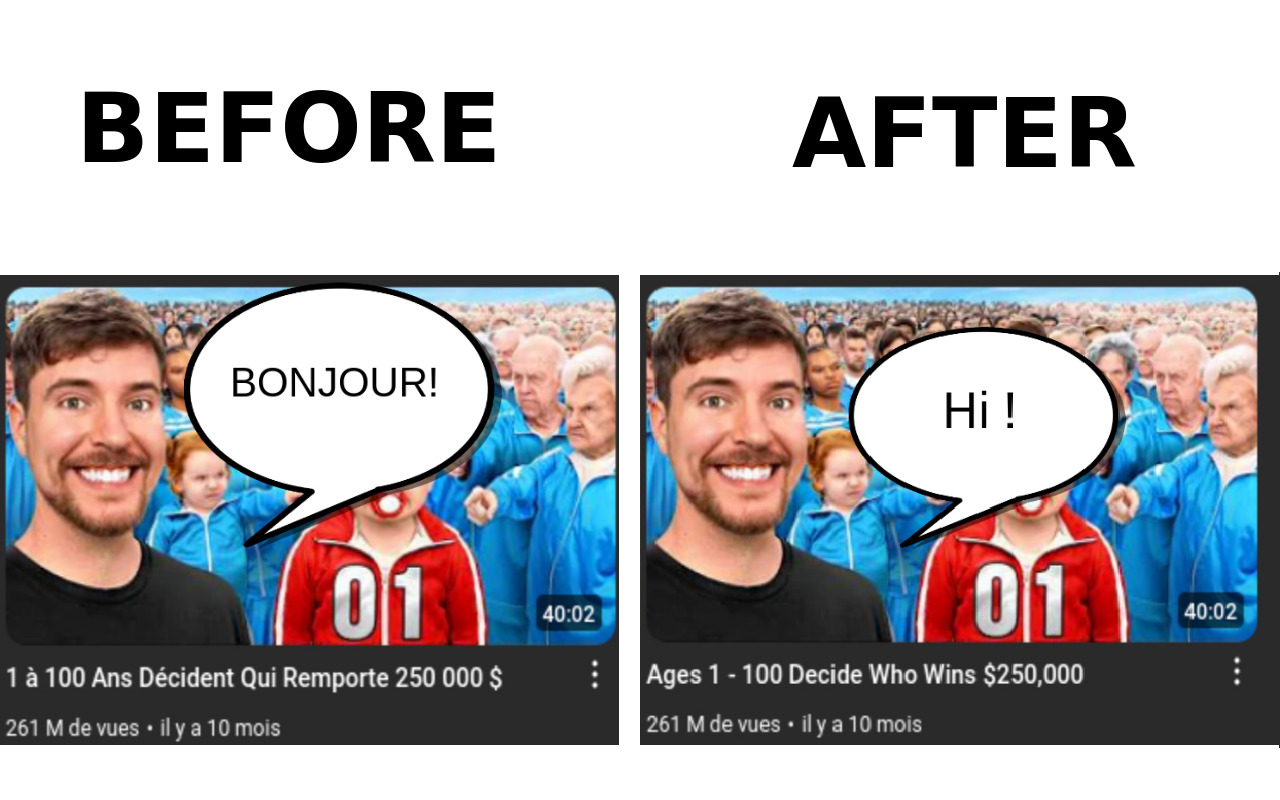 BEFORE
AFTER
BONJOUR!
01
40:02
1 à 100 Ans Décident Qui Remporte 250 000 $
261 M de vues • il y a 10 mois
Hi !
01
40:02
Ages 1 - 100 Decide Who Wins $250,000
261 M de vues • il y a 10 mois